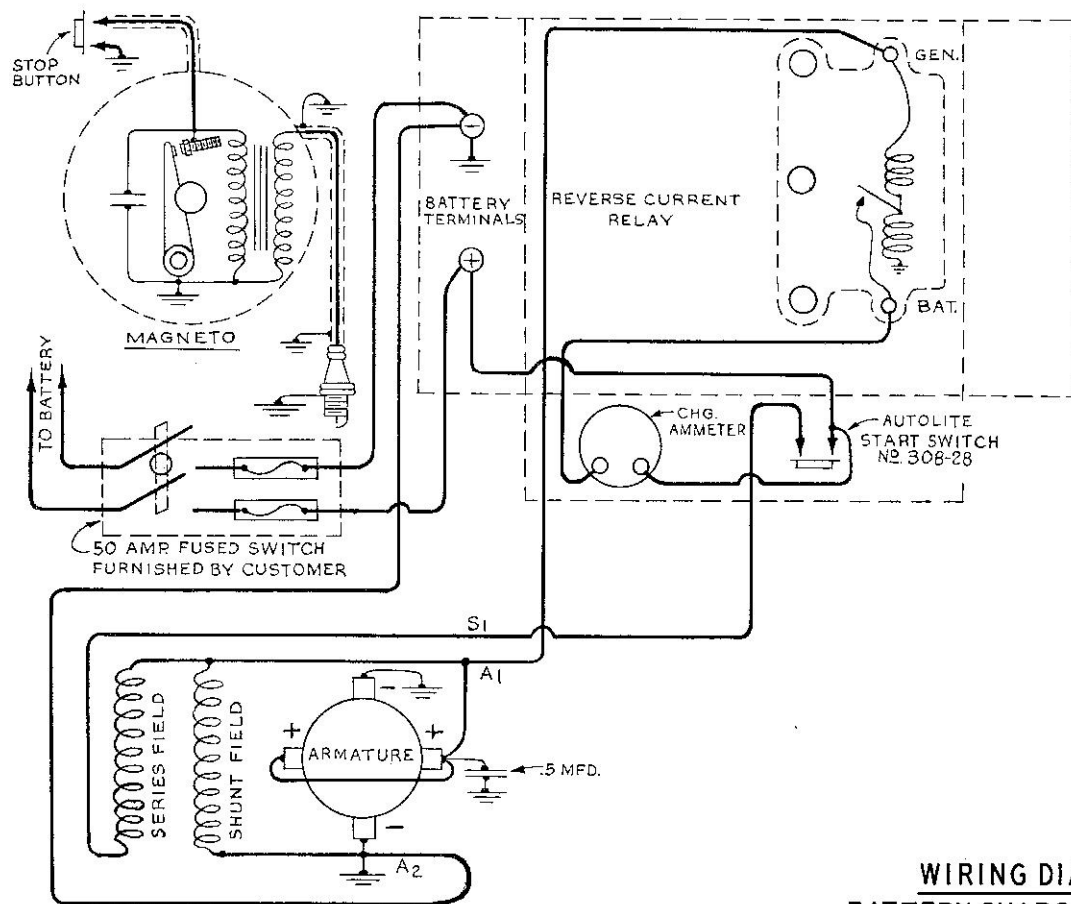 STOP
BUTTON
GEN.
BATTERY
TERMINALS
REVERSE CURRENT
RELAY
BAT.
MAGNETO
TO BATTERY
CHG.
AMMETER
AUTOLITE
START SWITCH
Nº. 308-28
50 AMP. FUSED SWITCH
FURNISHED BY CUSTOMER
S1
A1
SERIES FIELD
SHUNT FIELD
-
+
ARMATURE
+
.5 MFD.
-
A2
WIRING DIA